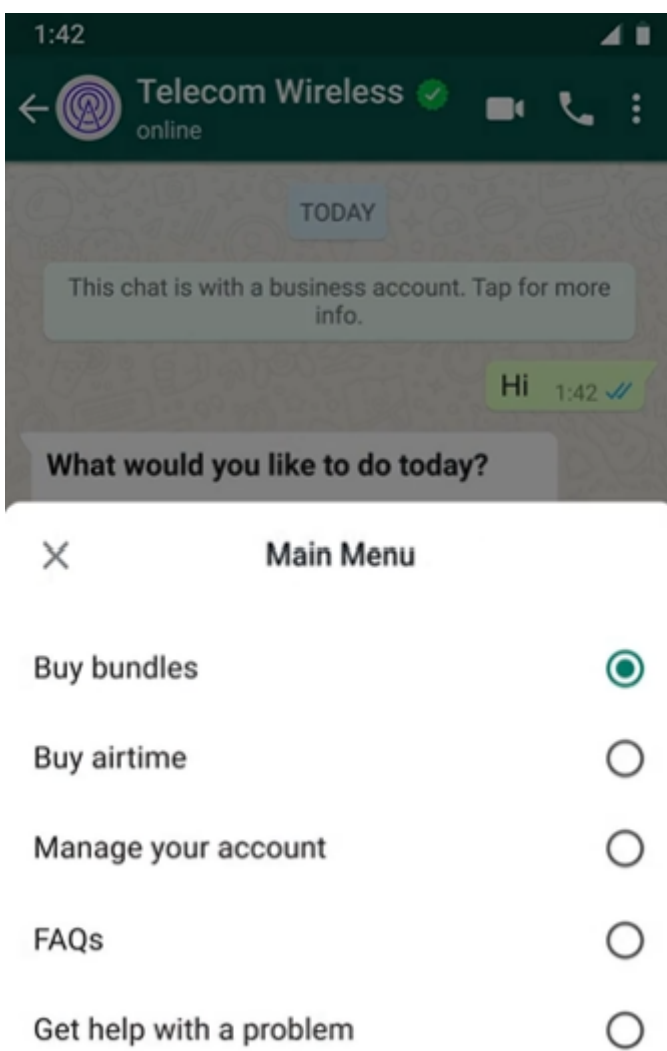 1:42
Telecom Wireless
online
TODAY
This chat is with a business account. Tap for more
info.
Hi 1:42
What would you like to do today?
Main Menu
Buy bundles
Buy airtime
Manage your account
FAQs
Get help with a problem